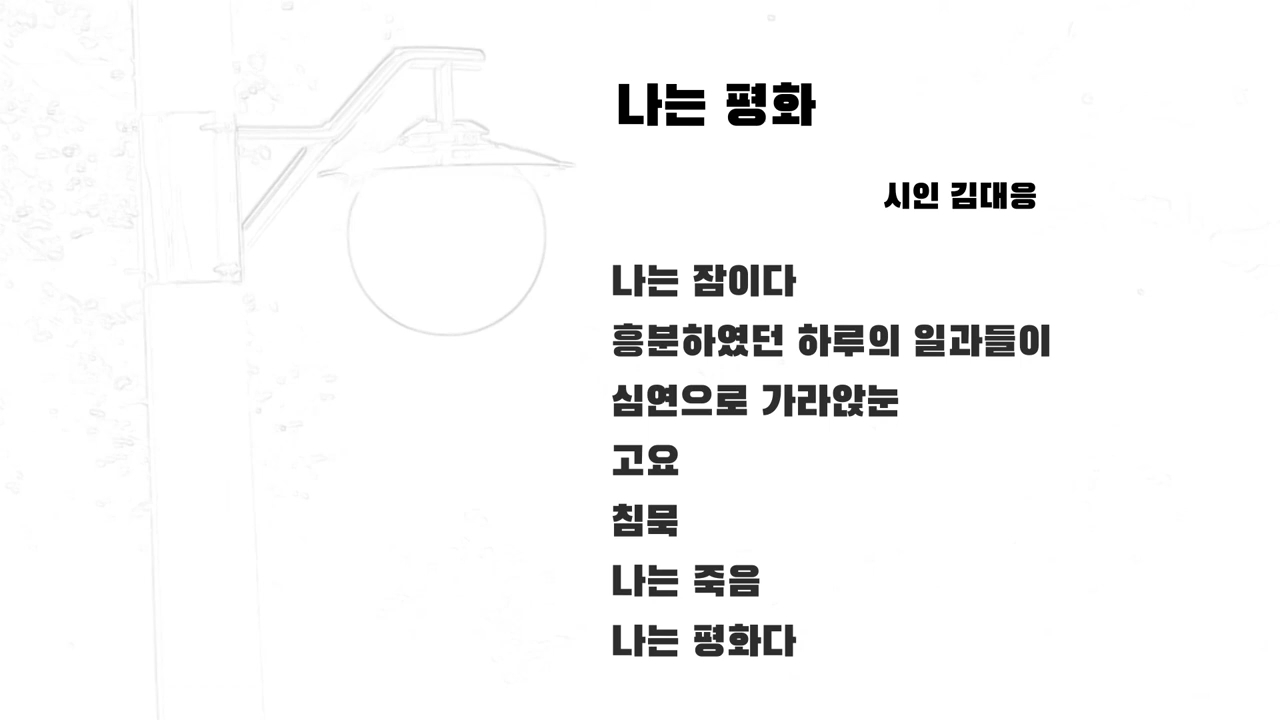 나는 평화
시인 김대응
나는 잠이다
흥분하였던 하루의 일과들이
심연으로 가라앉눈
고요
침묵
나는 죽음
나는 평화다